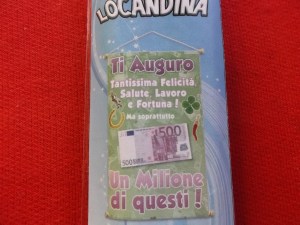 LOCANDINA
Ti Auguro
Tantissima Felicità,
Salute, Lavoro
e Fortuna !
Ma soprattutto
500
Un Milione
di questi !